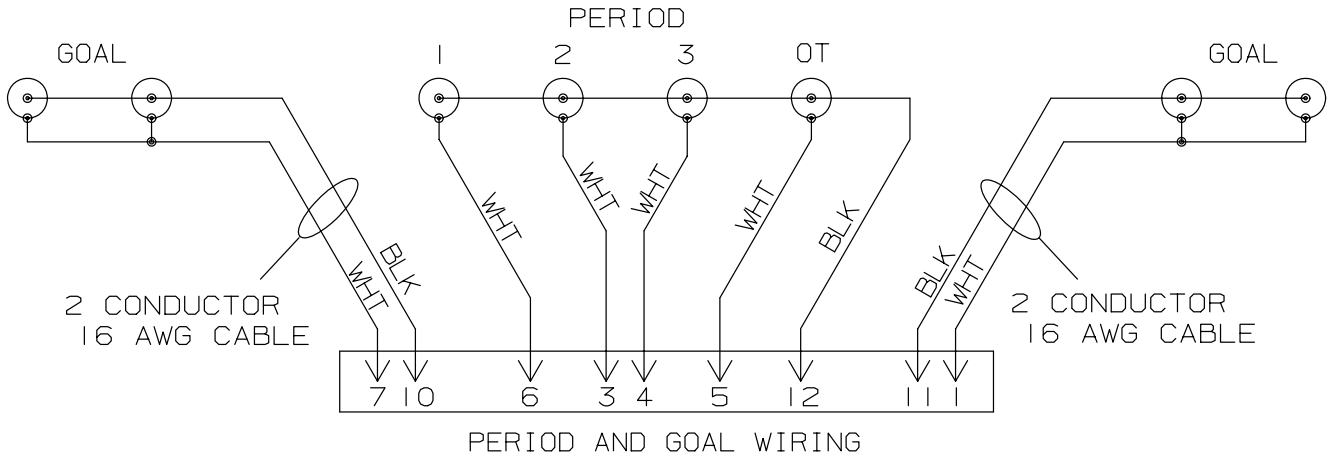 PERIOD
GOAL 1 2 3 OT GOAL
WHT WHT WHT WHT BLK
WHT BLK BLK WHT
2 CONDUCTOR
16 AWG CABLE
2 CONDUCTOR
16 AWG CABLE
7 10 6 3 4 5 12 11 1
PERIOD AND GOAL WIRING